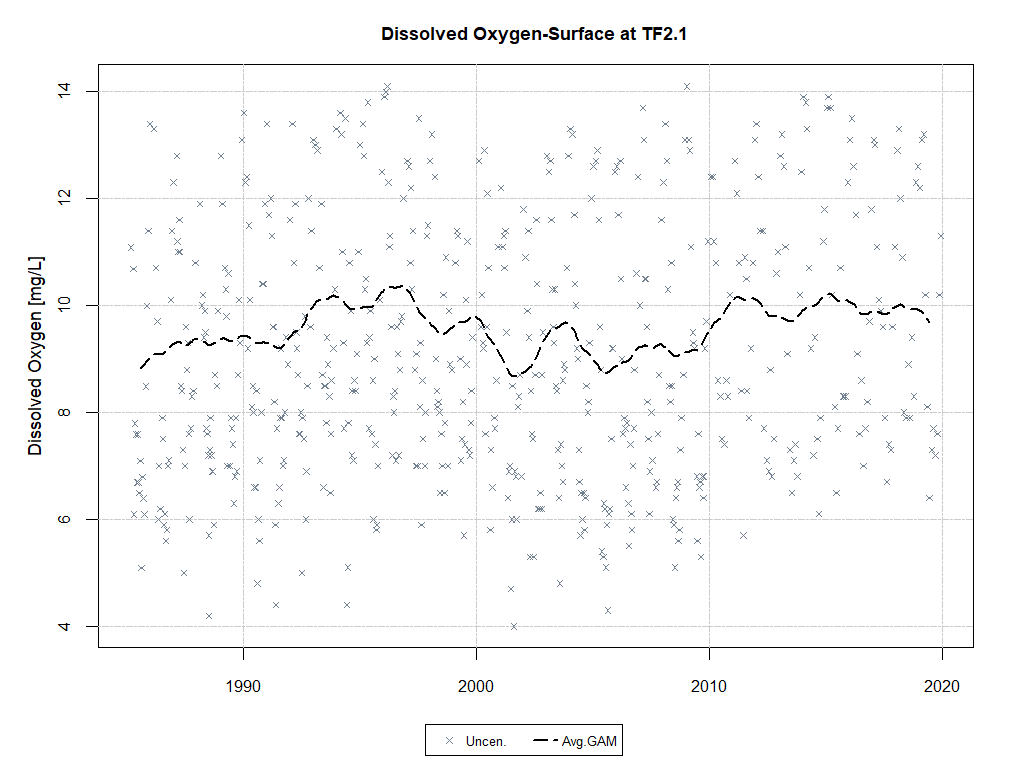 Dissolved Oxygen-Surface at TF2.1
Dissolved Oxygen [mg/L]
14
12
10
8
6
4
1990 2000 2010 2020
Uncen. Avg.GAM